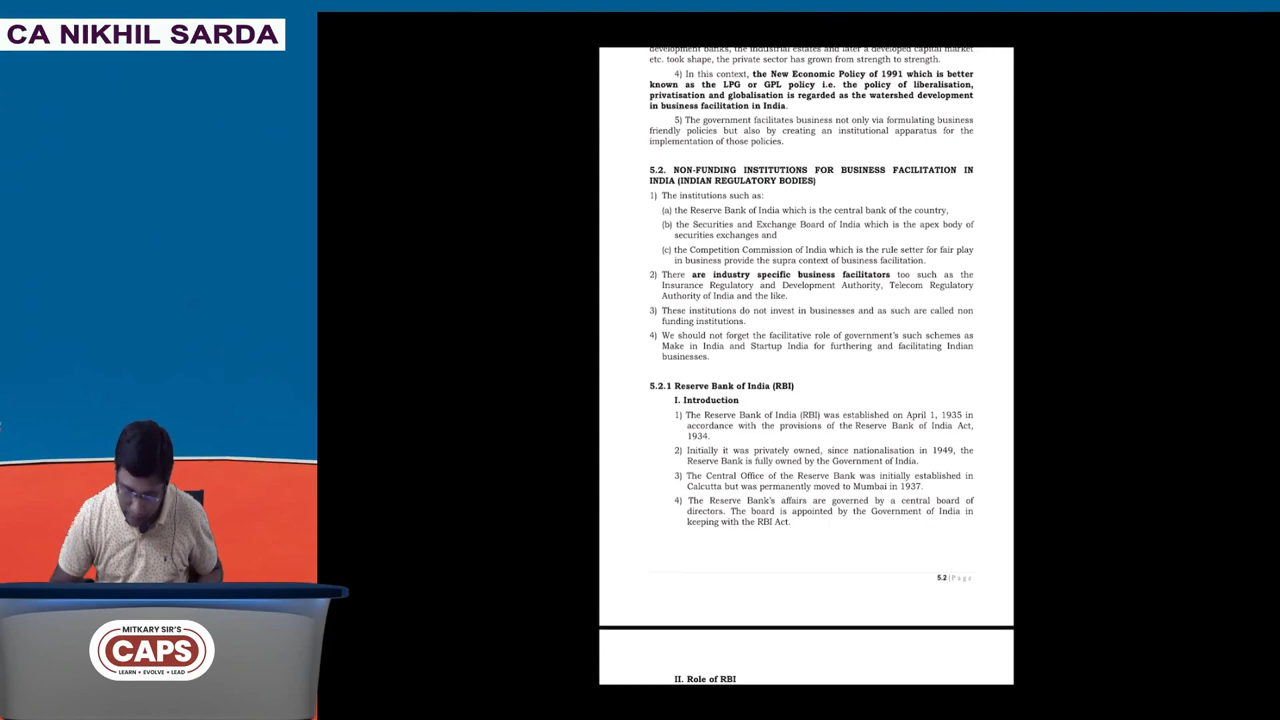 CA NIKHIL SARDA
MITKARY SIR'S
CAPS
LEARN • EVOLVE • LEAD
development banks, the industrial estates and later a developed capital market
etc. took shape, the private sector has grown from strength to strength.
4) In this context, the New Economic Policy of 1991 which is better
known as the LPG or GPL policy i.e. the policy of liberalisation,
privatisation and globalisation is regarded as the watershed development
in business facilitation in India.
5) The government facilitates business not only via formulating business
friendly policies but also by creating an institutional apparatus for the
implementation of those policies.
5.2. NON-FUNDING INSTITUTIONS FOR BUSINESS FACILITATION IN
INDIA (INDIAN REGULATORY BODIES)
1) The institutions such as:
(a) the Reserve Bank of India which is the central bank of the country,
(b) the Securities and Exchange Board of India which is the apex body of
securities exchanges and
(c) the Competition Commission of India which is the rule setter for fair play
in business provide the supra context of business facilitation.
2) There are industry specific business facilitators too such as the
Insurance Regulatory and Development Authority, Telecom Regulatory
Authority of India and the like.
3) These institutions do not invest in businesses and as such are called non
funding institutions.
4) We should not forget the facilitative role of government's such schemes as
Make in India and Startup India for furthering and facilitating Indian
businesses.
5.2.1 Reserve Bank of India (RBI)
I. Introduction
1) The Reserve Bank of India (RBI) was established on April 1, 1935 in
accordance with the provisions of the Reserve Bank of India Act,
1934.
2) Initially it was privately owned, since nationalisation in 1949, the
Reserve Bank is fully owned by the Government of India.
3) The Central Office of the Reserve Bank was initially established in
Calcutta but was permanently moved to Mumbai in 1937.
4) The Reserve Bank's affairs are governed by a central board of
directors. The board is appointed by the Government of India in
keeping with the RBI Act.
5.2 | Page
II. Role of RBI